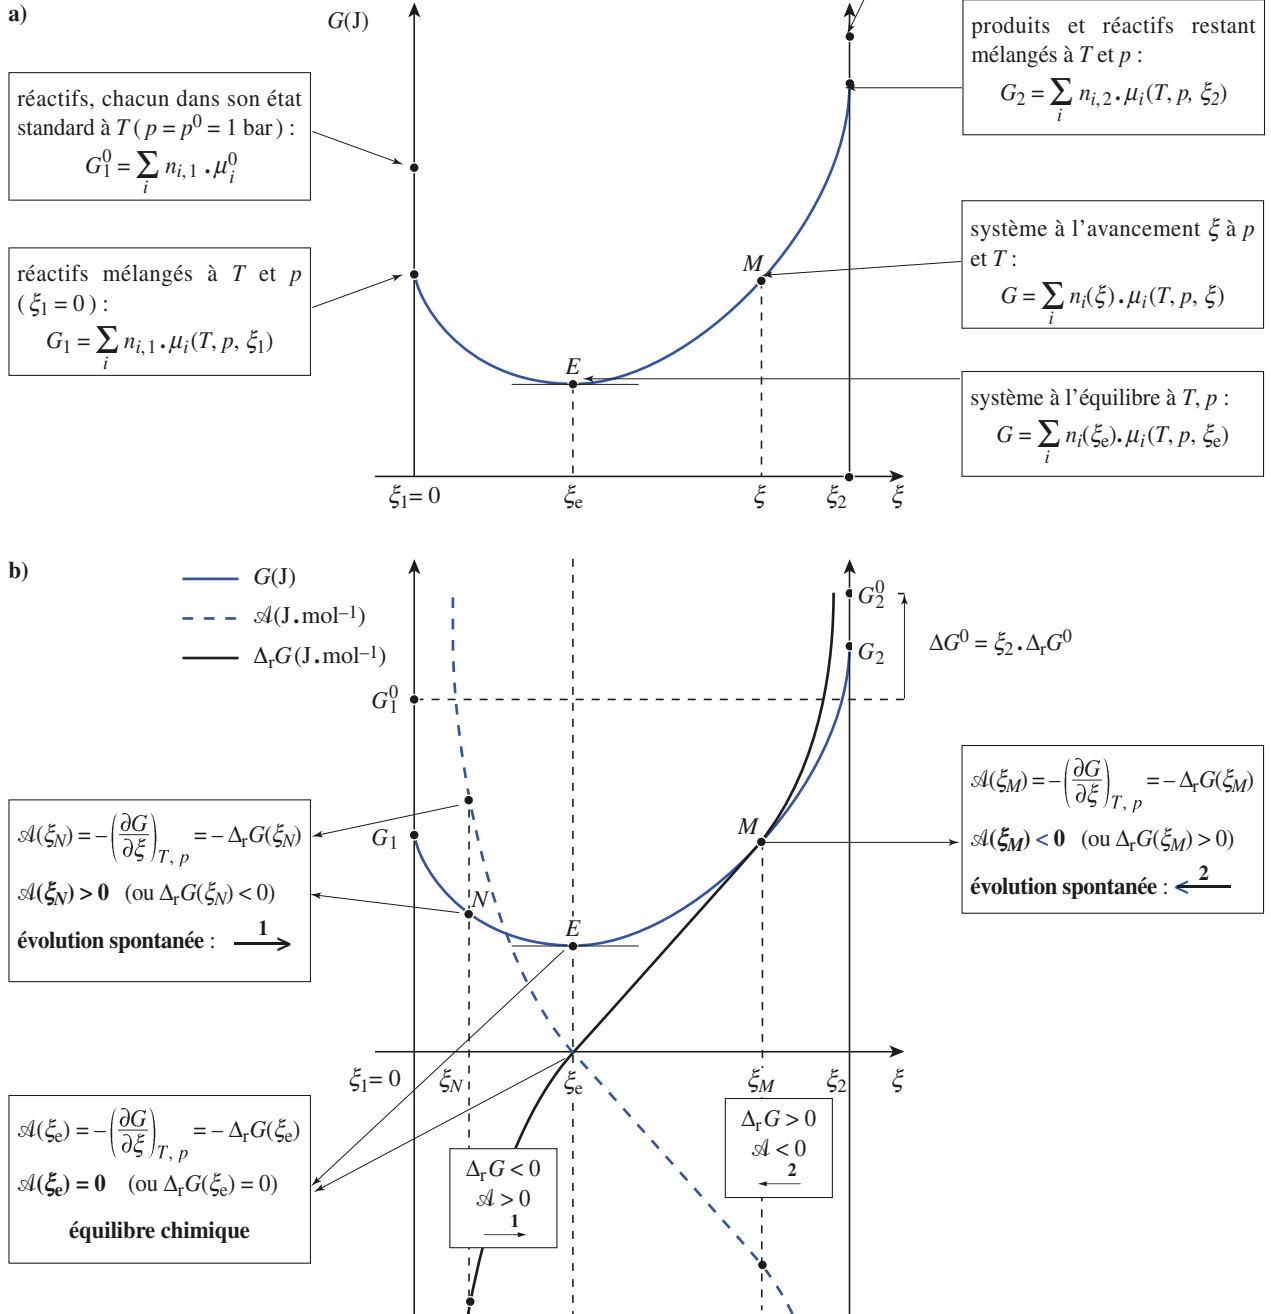 a)
G(J)
produits et réactifs restant
mélangés à T et p :
G₂ = ∑ᵢ nᵢ,₂ . μᵢ(T, p, ξ₂)
réactifs, chacun dans son état
standard à T ( p = p⁰ = 1 bar) :
G₁⁰ = ∑ᵢ nᵢ,₁ . μᵢ⁰
système à l'avancement ξ à p
et T :
G = ∑ᵢ nᵢ(ξ) . μᵢ(T, p, ξ)
réactifs mélangés à T et p
( ξ₁ = 0) :
G₁ = ∑ᵢ nᵢ,₁ . μᵢ(T, p, ξ₁)
M
E
système à l'équilibre à T, p :
G = ∑ᵢ nᵢ(ξₑ). μᵢ(T, p, ξₑ)
ξ₁= 0 ξₑ ξ ξ₂ ξ
b)
G(J)
𝒜(J.mol⁻¹)
ΔᵣG(J.mol⁻¹)
G₂⁰
G₂
ΔG⁰ = ξ₂ . ΔᵣG⁰
G₁⁰
G₁
N
E
M
𝒜(ξ_N) = −(∂G/∂ξ)_T, p = − ΔᵣG(ξ_N)
𝒜(ξ_N) > 0 (ou ΔᵣG(ξ_N) < 0)
évolution spontanée : 1
𝒜(ξ_M) = −(∂G/∂ξ)_T, p = − ΔᵣG(ξ_M)
𝒜(ξ_M) < 0 (ou ΔᵣG(ξ_M) > 0)
évolution spontanée : 2
ξ₁= 0 ξ_N ξₑ ξ_M ξ₂ ξ
𝒜(ξₑ) = −(∂G/∂ξ)_T, p = − ΔᵣG(ξₑ)
𝒜(ξₑ) = 0 (ou ΔᵣG(ξₑ) = 0)
équilibre chimique
ΔᵣG < 0
𝒜 > 0
1
ΔᵣG > 0
𝒜 < 0
2